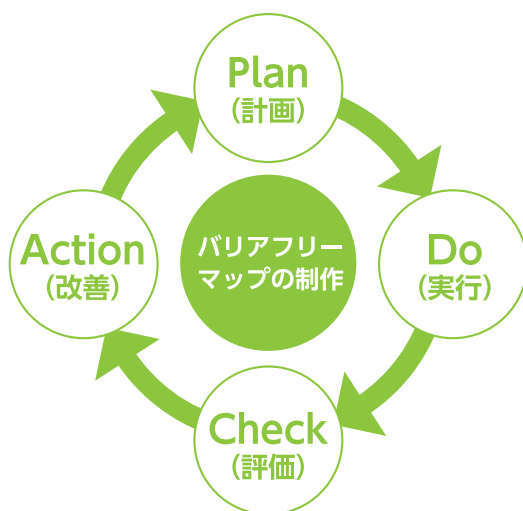 Plan
（計画）
バリアフリー
マップの制作
Action
（改善）
Do
（実行）
Check
（評価）